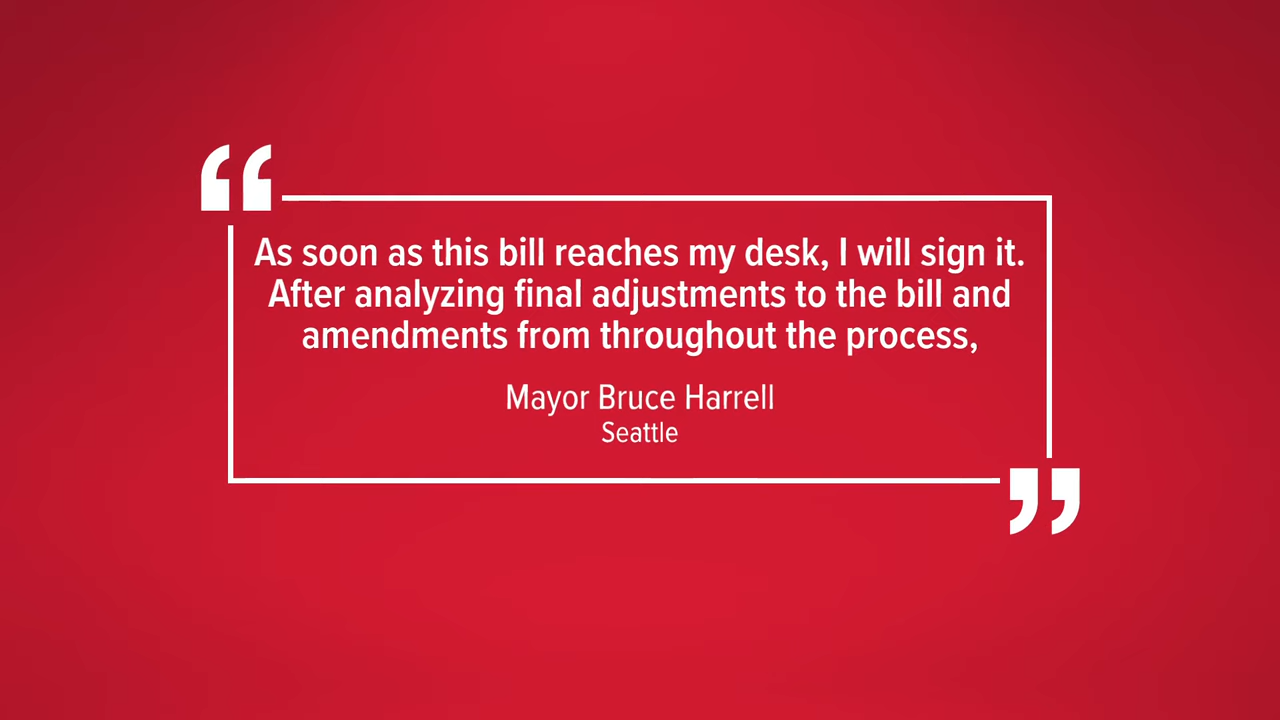 “
As soon as this bill reaches my desk, I will sign it.
After analyzing final adjustments to the bill and
amendments from throughout the process,
Mayor Bruce Harrell
Seattle
”